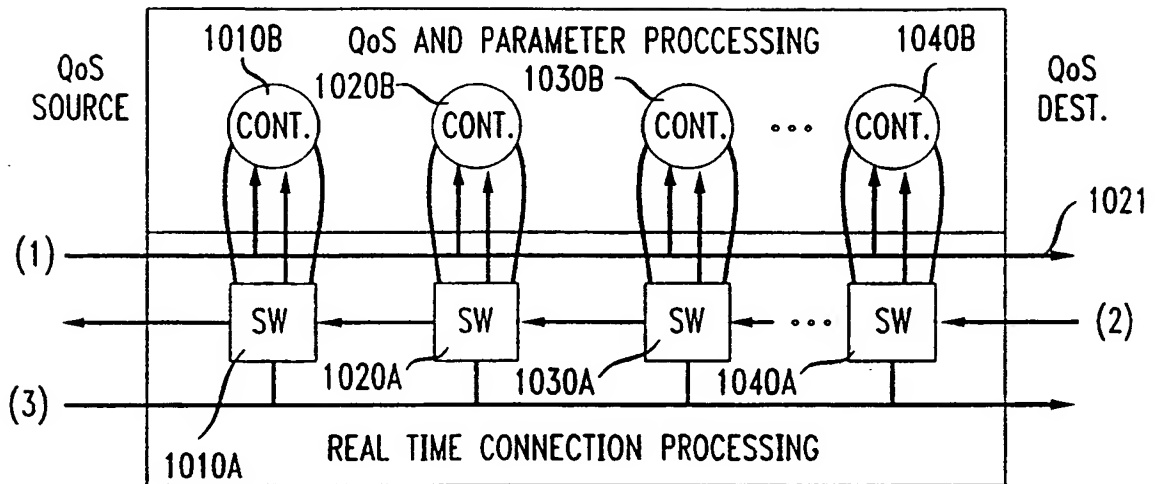 1010B
QoS AND PARAMETER PROCCESSING
1040B
QoS
SOURCE
1020B
1030B
QoS
DEST.
CONT.
CONT.
CONT.
CONT.
1021
(1)
SW
SW
SW
SW
(2)
1020A
1030A
1040A
(3)
1010A
REAL TIME CONNECTION PROCESSING